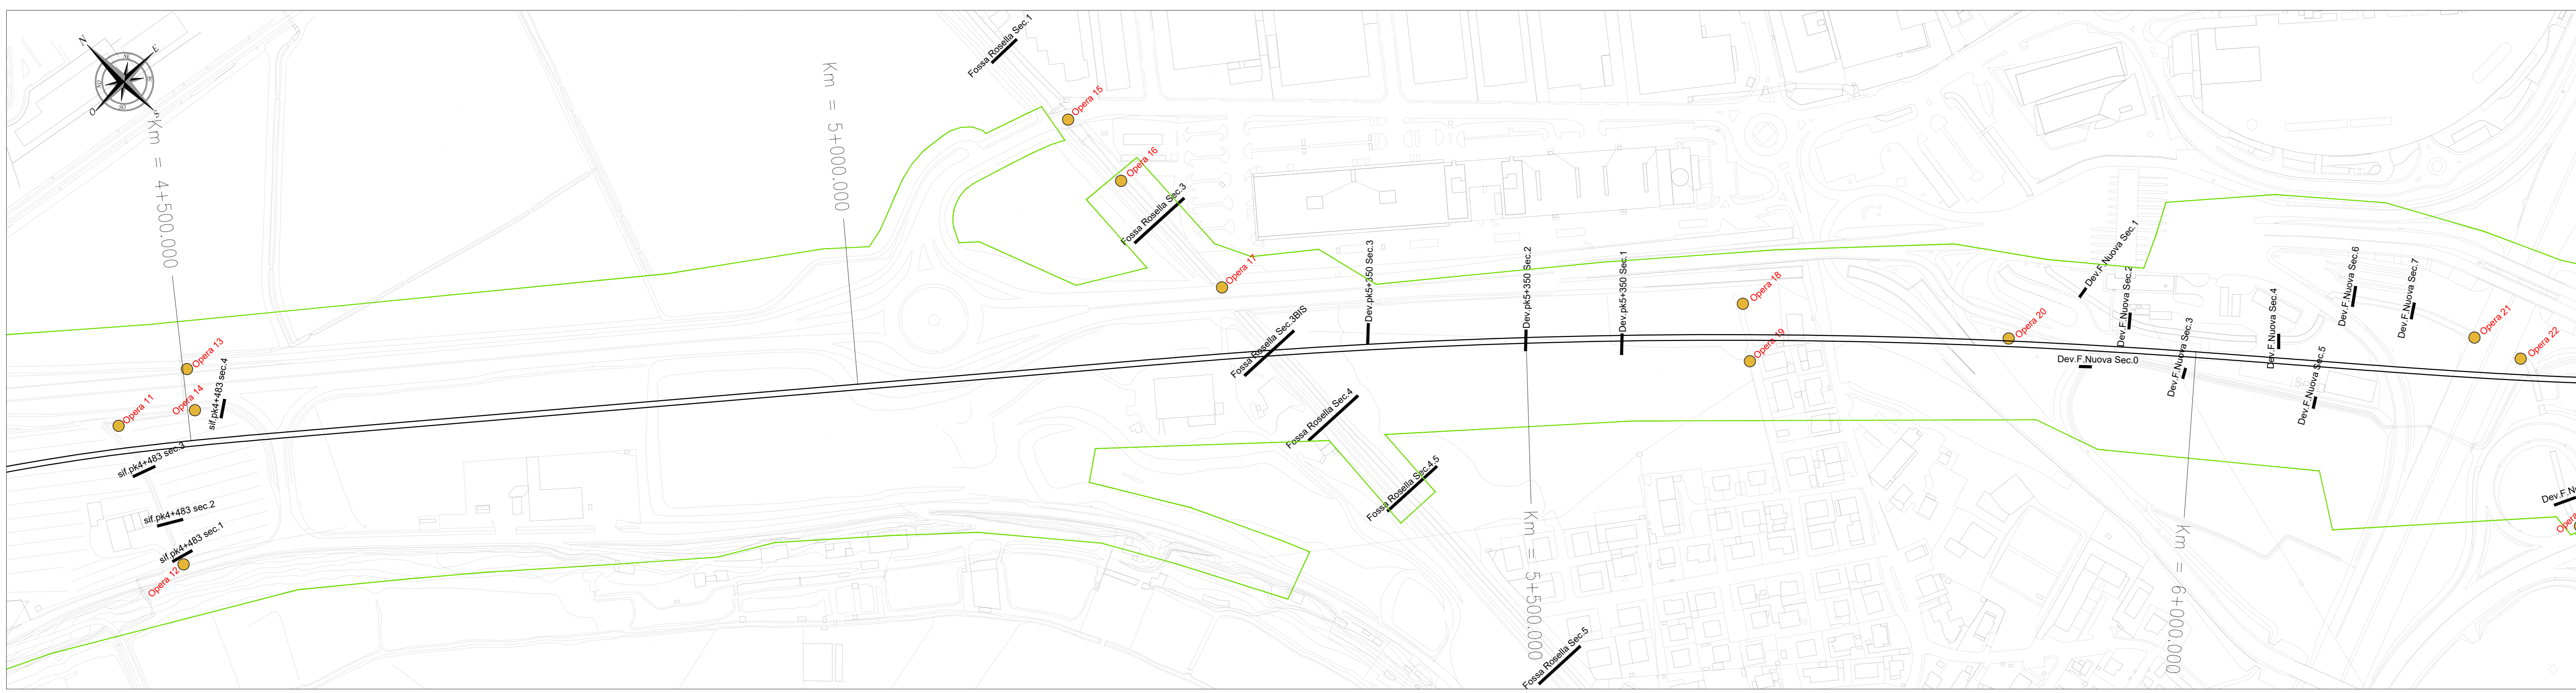 N
E
S
O
Km = 4+500.000
Km = 5+000.000
Fossa Rosella Sec.1
Opera 15
Opera 16
Fossa Rosella Sec.3
Opera 17
Opera 13
Opera 11
Opera 14
sif.pk4+483 sec.4
sif.pk4+483 sec.3
sif.pk4+483 sec.2
sif.pk4+483 sec.1
Opera 12
Fossa Rosella Sec.3BIS
Dev.pk5+350 Sec.3
Dev.pk5+350 Sec.2
Dev.pk5+350 Sec.1
Fossa Rosella Sec.4
Fossa Rosella Sec.4.5
Fossa Rosella Sec.5
Km = 5+500.000
Opera 18
Opera 19
Opera 20
Dev.F.Nuova Sec.1
Dev.F.Nuova Sec.2
Dev.F.Nuova Sec.0
Dev.F.Nuova Sec.3
Dev.F.Nuova Sec.4
Dev.F.Nuova Sec.5
Dev.F.Nuova Sec.6
Dev.F.Nuova Sec.7
Opera 21
Opera 22
Km = 6+000.000
Dev.F.N
Opera